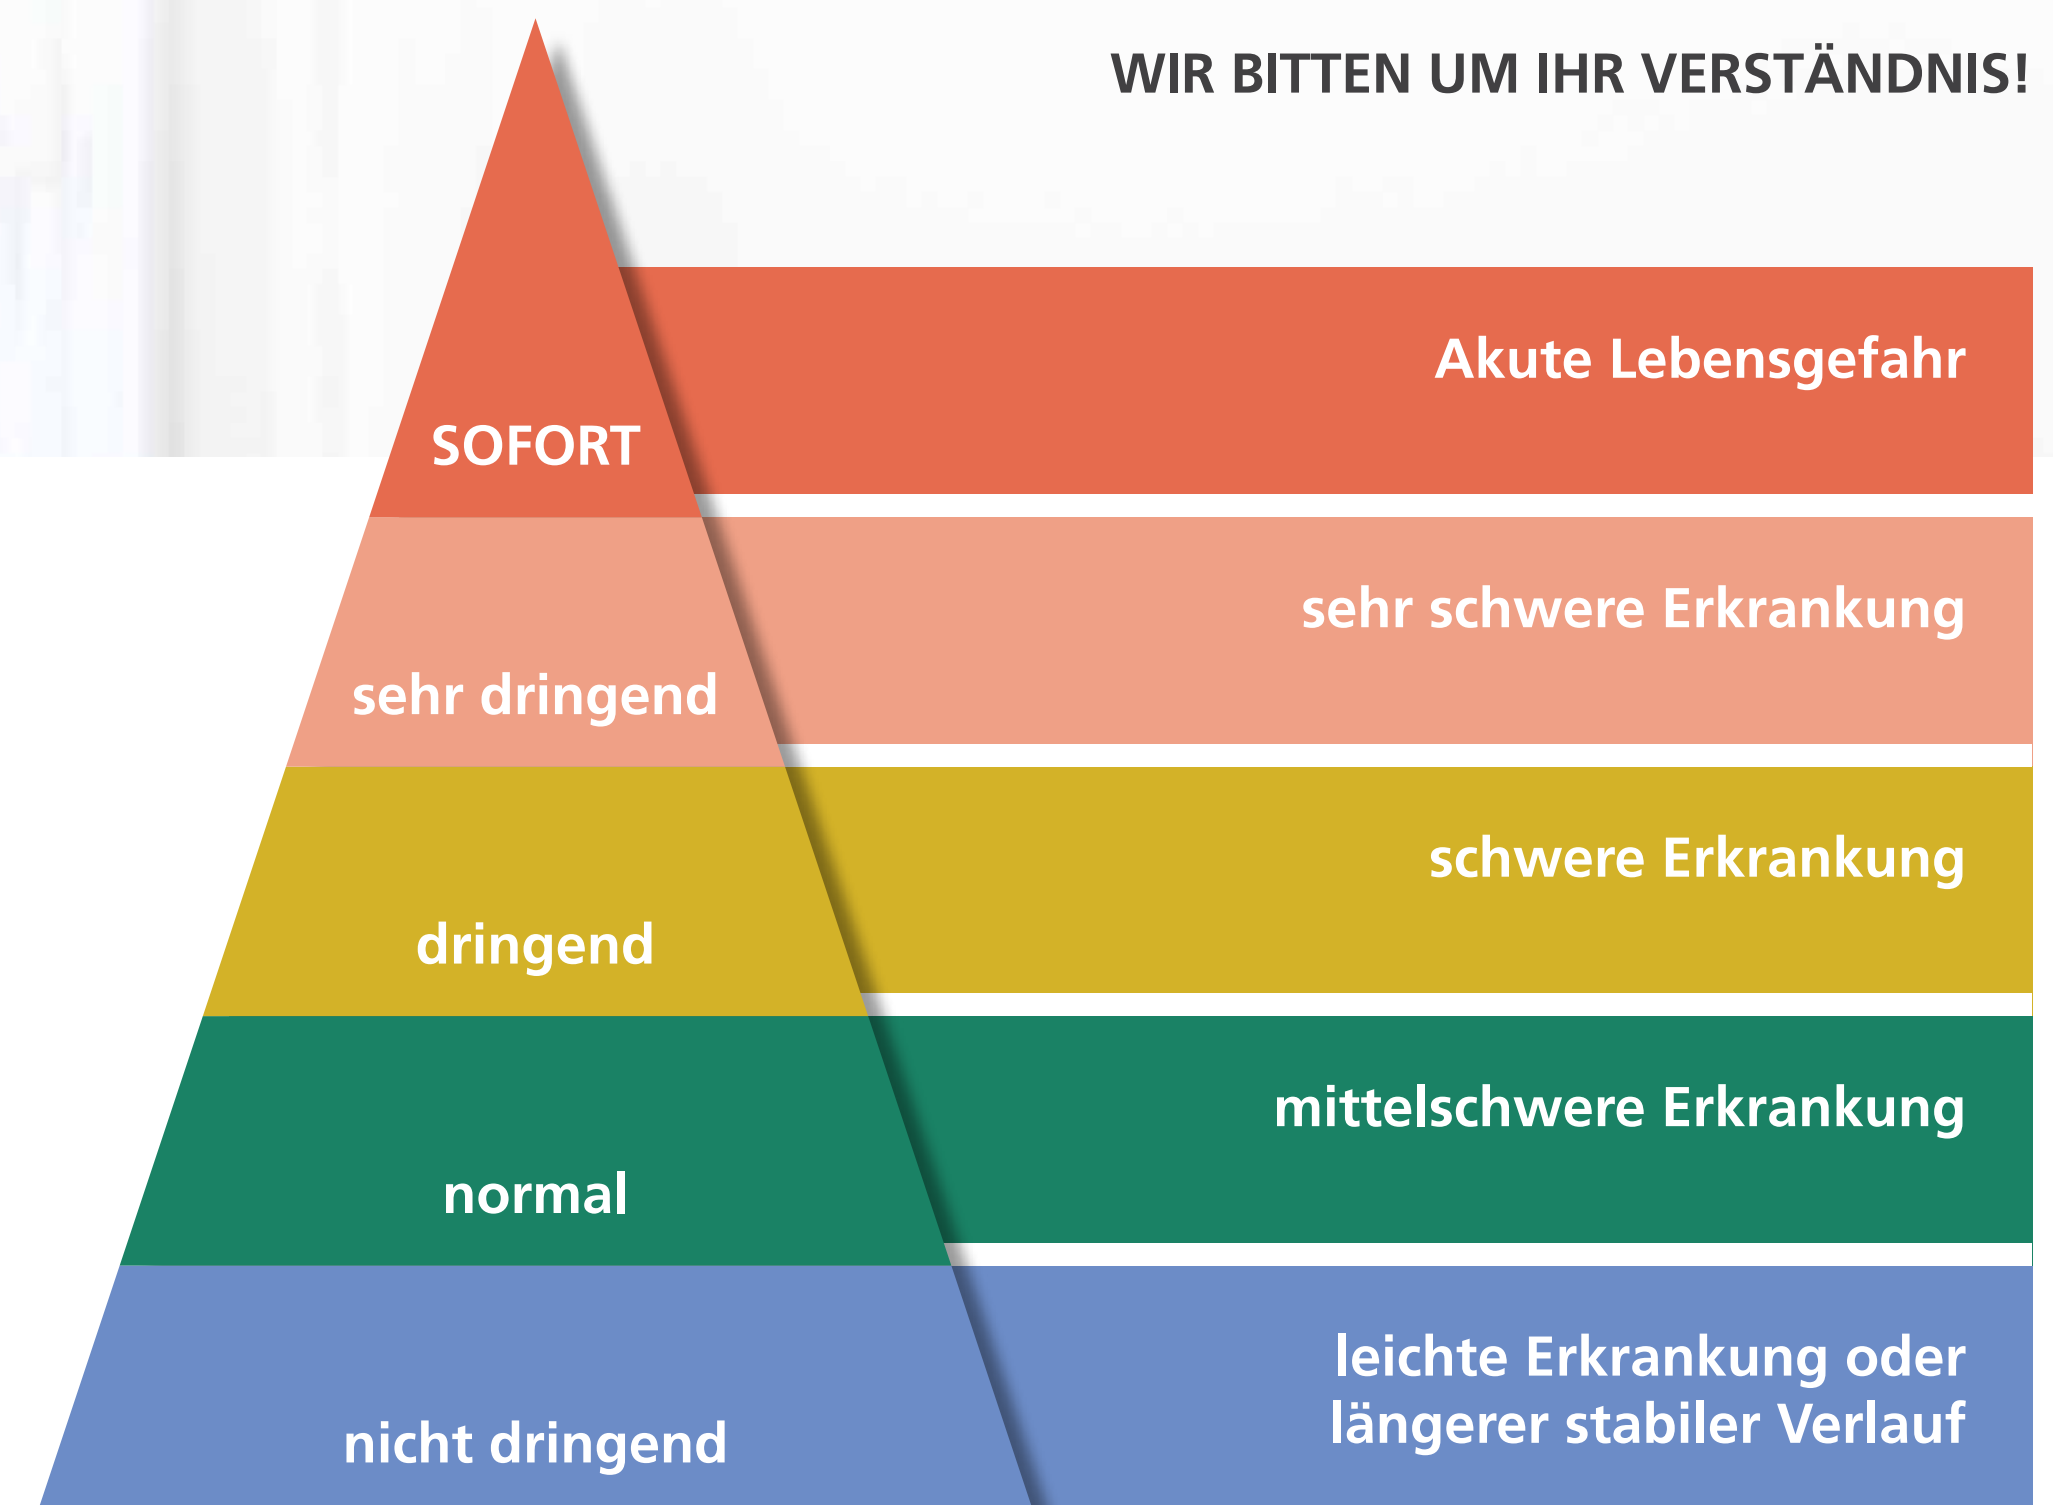 WIR BITTEN UM IHR VERSTÄNDNIS!
Akute Lebensgefahr
SOFORT
sehr schwere Erkrankung
sehr dringend
schwere Erkrankung
dringend
mittelschwere Erkrankung
normal
leichte Erkrankung oder
längerer stabiler Verlauf
nicht dringend